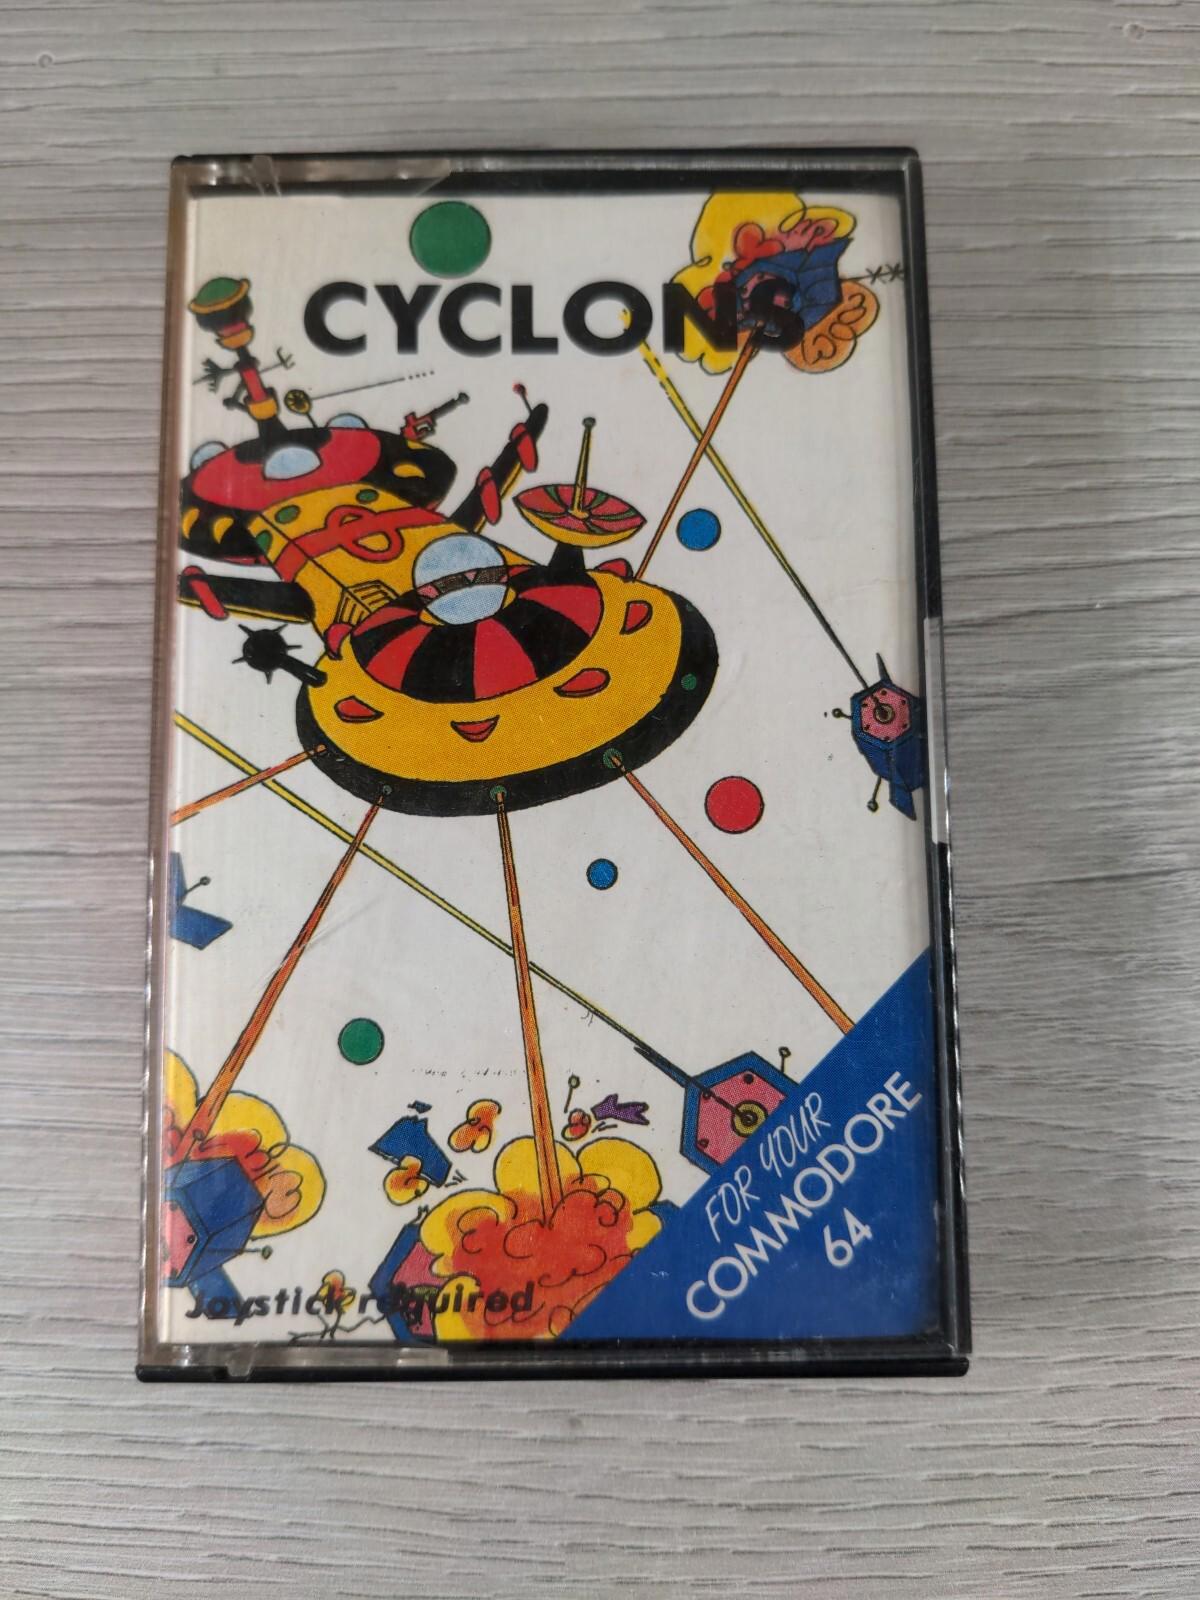 CYCLONS
FOR YOUR
COMMODORE
64
Joystick required